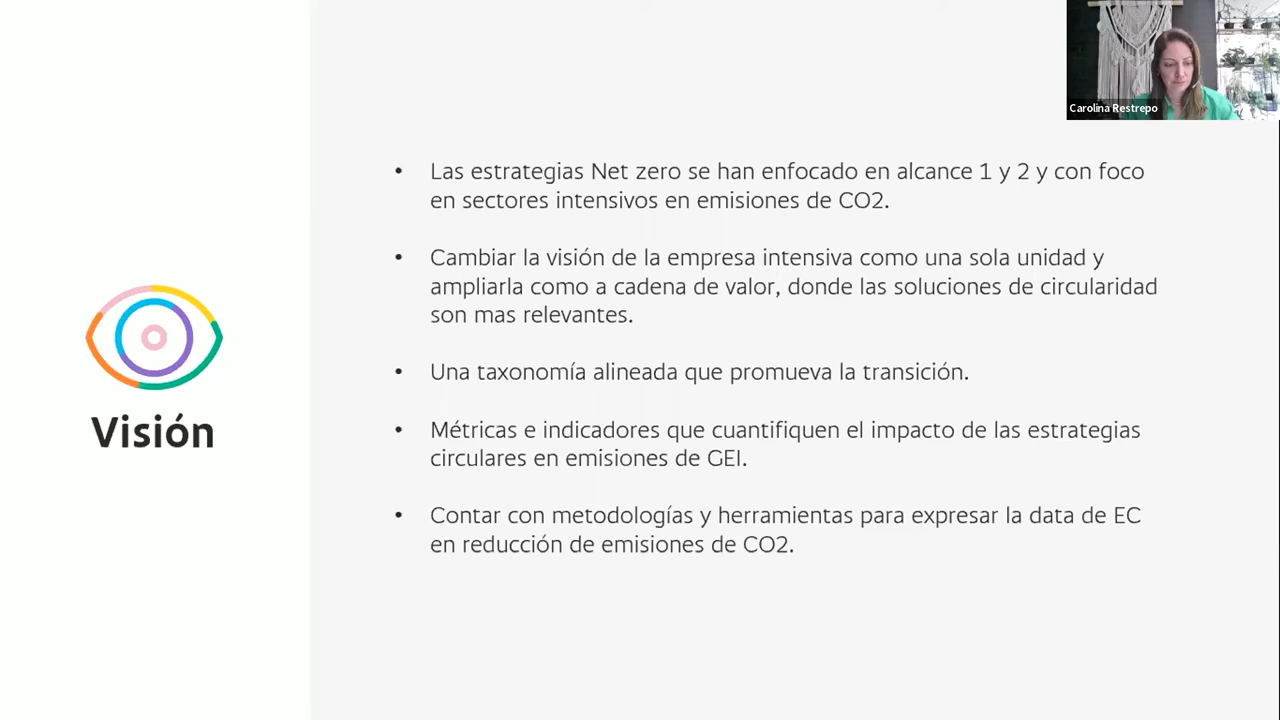 Carolina Restrepo
• Las estrategias Net zero se han enfocado en alcance 1 y 2 y con foco
en sectores intensivos en emisiones de CO2.
• Cambiar la visión de la empresa intensiva como una sola unidad y
ampliarla como a cadena de valor, donde las soluciones de circularidad
son mas relevantes.
• Una taxonomía alineada que promueva la transición.
• Métricas e indicadores que cuantifiquen el impacto de las estrategias
circulares en emisiones de GEI.
• Contar con metodologías y herramientas para expresar la data de EC
en reducción de emisiones de CO2.
Visión